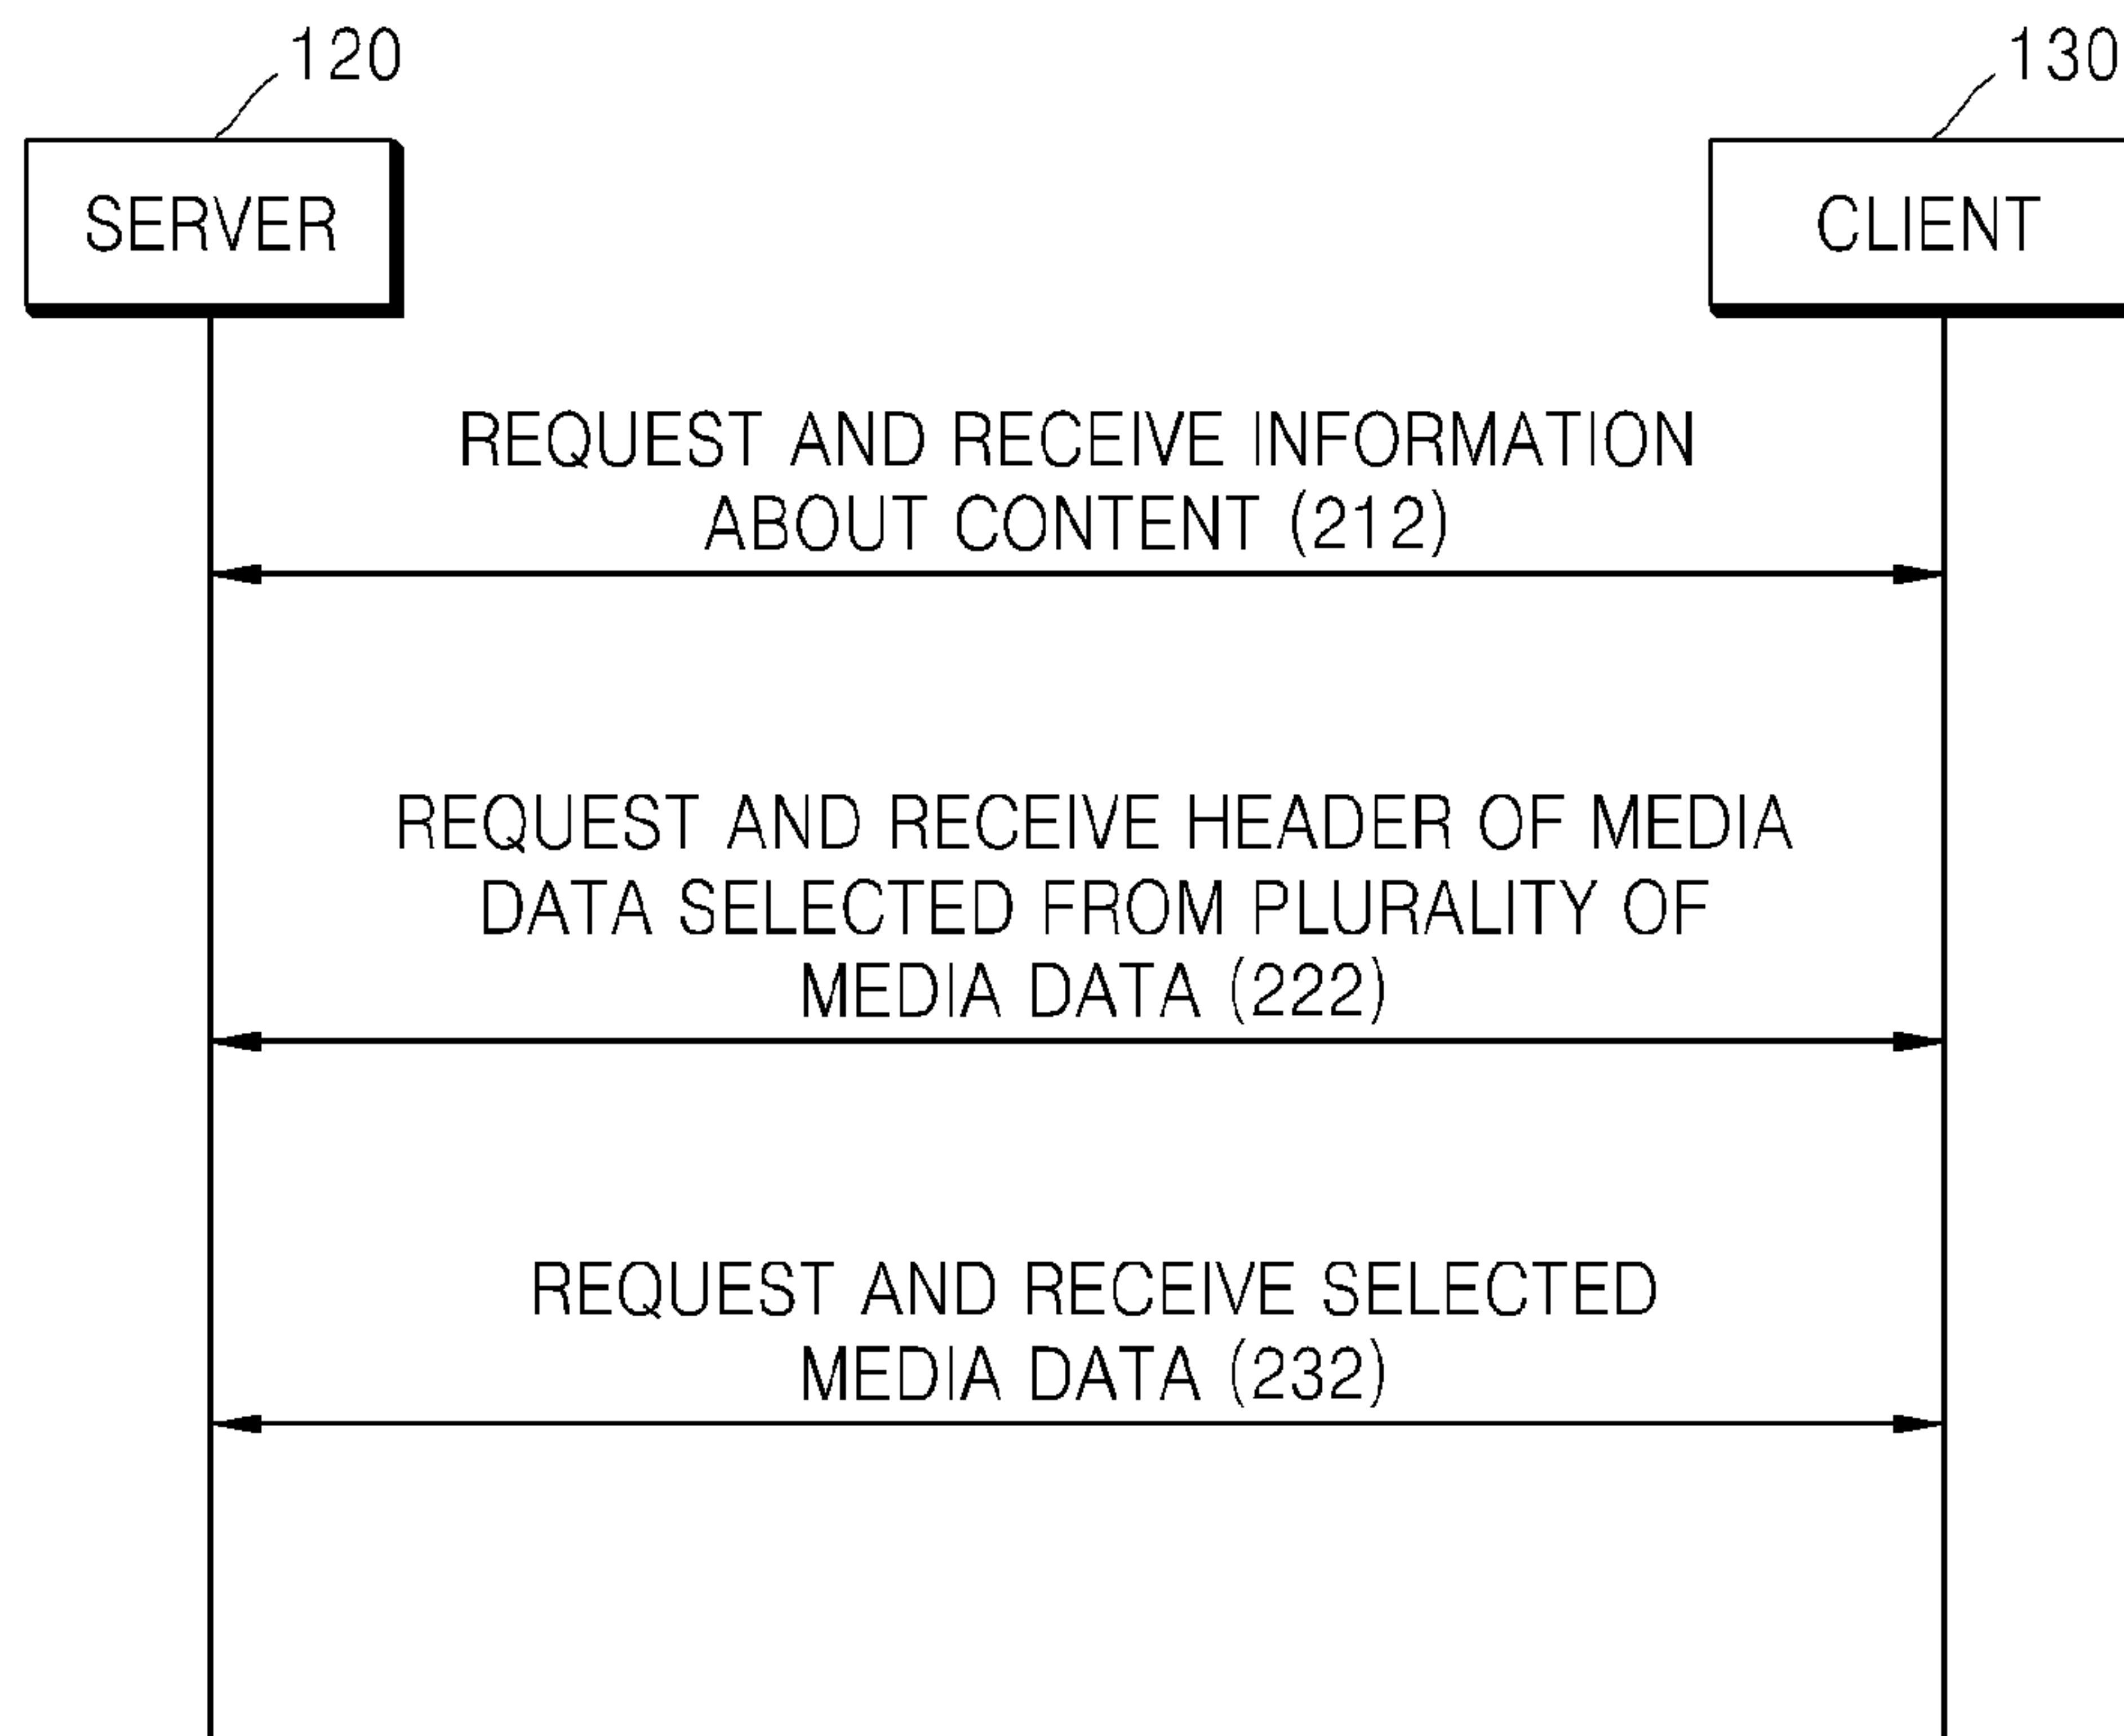 120
130
SERVER
CLIENT
REQUEST AND RECEIVE INFORMATION
ABOUT CONTENT (212)
REQUEST AND RECEIVE HEADER OF MEDIA
DATA SELECTED FROM PLURALITY OF
MEDIA DATA (222)
REQUEST AND RECEIVE SELECTED
MEDIA DATA (232)